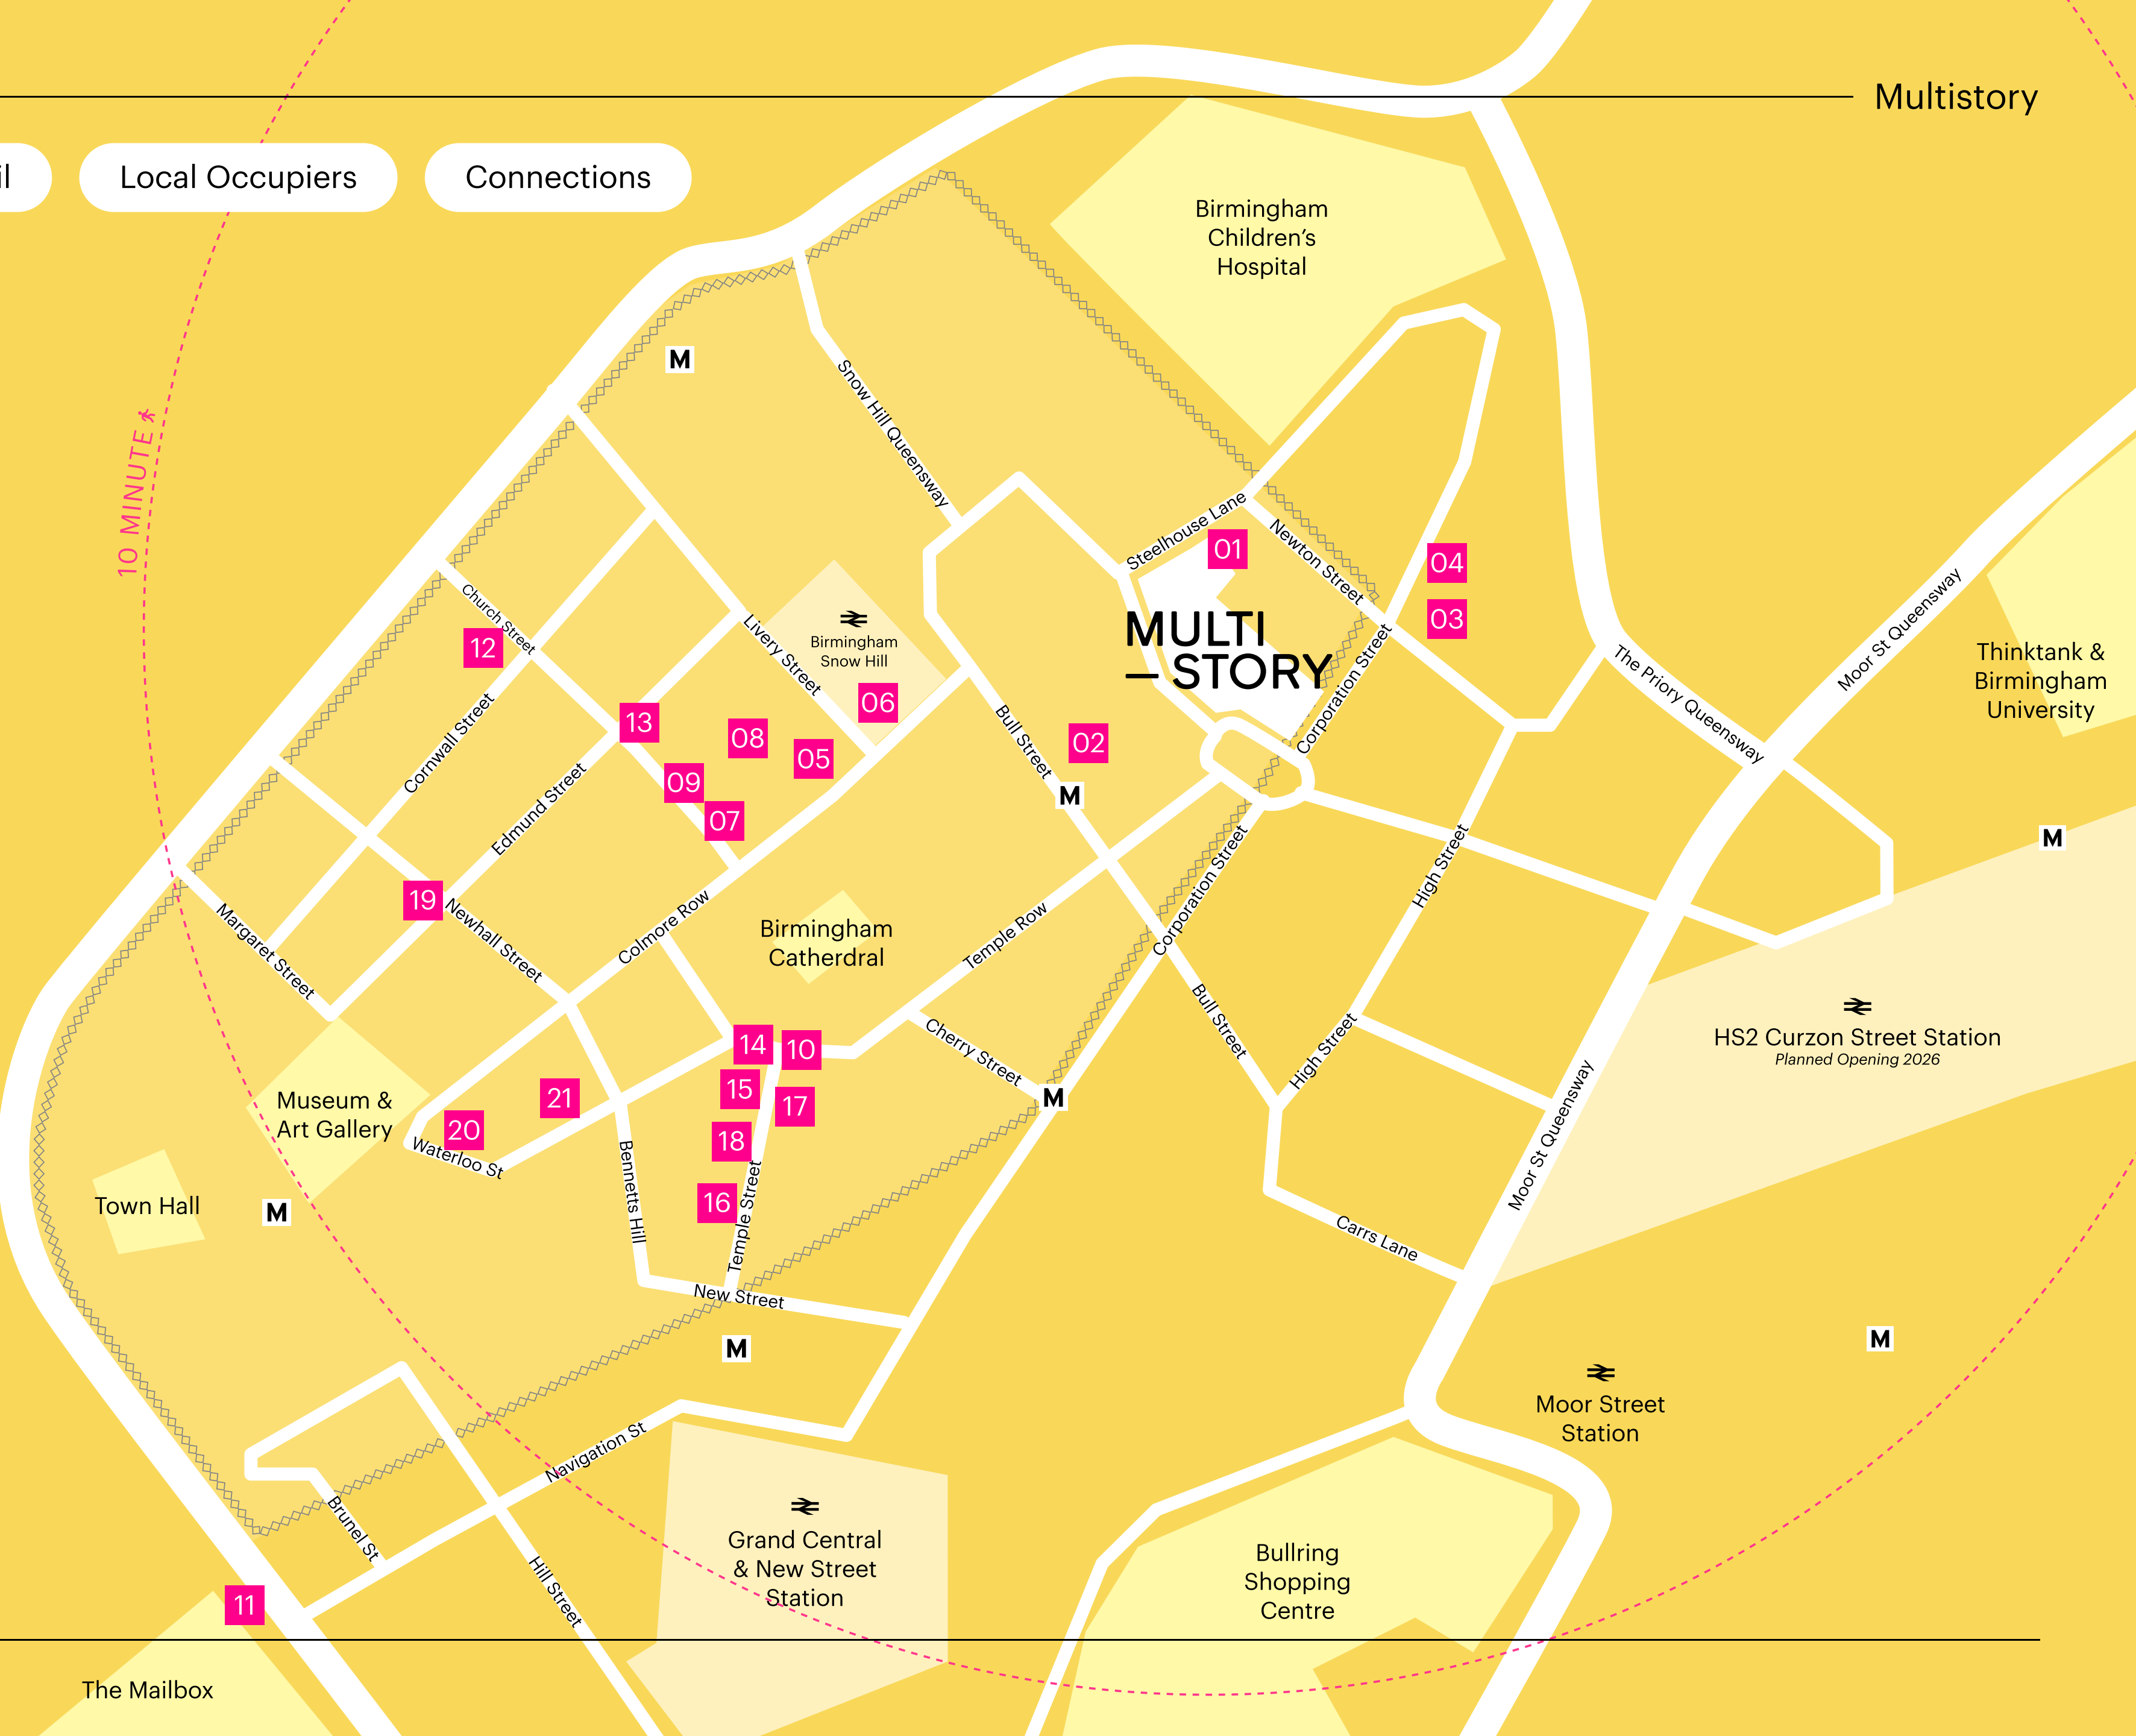 Multistory
il
Local Occupiers
Connections
Birmingham
Children’s
Hospital
M
10 MINUTE
Snow Hill Queensway
Steelhouse Lane
01
Newton Street
04
03
MULTI
— STORY
Corporation Street
Church Street
12
Livery Street
Birmingham
Snow Hill
06
13
08
05
09
07
Cornwall Street
Edmund Street
Bull Street
02
M
The Priory Queensway
Moor St Queensway
Thinktank &
Birmingham
University
M
19
Margaret Street
Newhall Street
Colmore Row
Birmingham
Catherdral
Temple Row
Corporation Street
High Street
Bull Street
High Street
Cherry Street
M
HS2 Curzon Street Station
Planned Opening 2026
Moor St Queensway
14
10
15
17
18
16
21
20
Museum &
Art Gallery
Waterloo St
Bennetts Hill
Temple Street
Town Hall
M
Carrs Lane
New Street
M
M
Moor Street
Station
Navigation St
Brunel St
Hill Street
Grand Central
& New Street
Station
Bullring
Shopping
Centre
11
The Mailbox